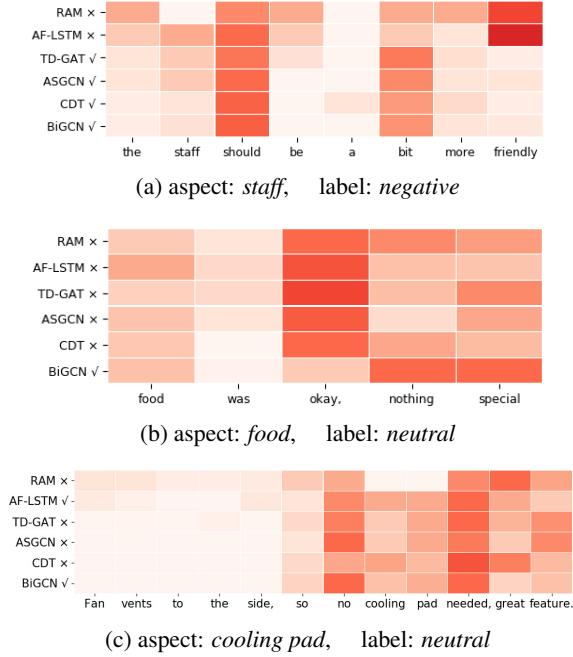 RAM ×
AF-LSTM ×
TD-GAT √
ASGCN √
CDT √
BiGCN √
the staff should be a bit more friendly
(a) aspect: staff, label: negative
RAM ×
AF-LSTM ×
TD-GAT ×
ASGCN ×
CDT ×
BiGCN √
food was okay, nothing special
(b) aspect: food, label: neutral
RAM ×
AF-LSTM √
TD-GAT ×
ASGCN ×
CDT ×
BiGCN √
Fan vents to the side, so no cooling pad needed, great feature.
(c) aspect: cooling pad, label: neutral